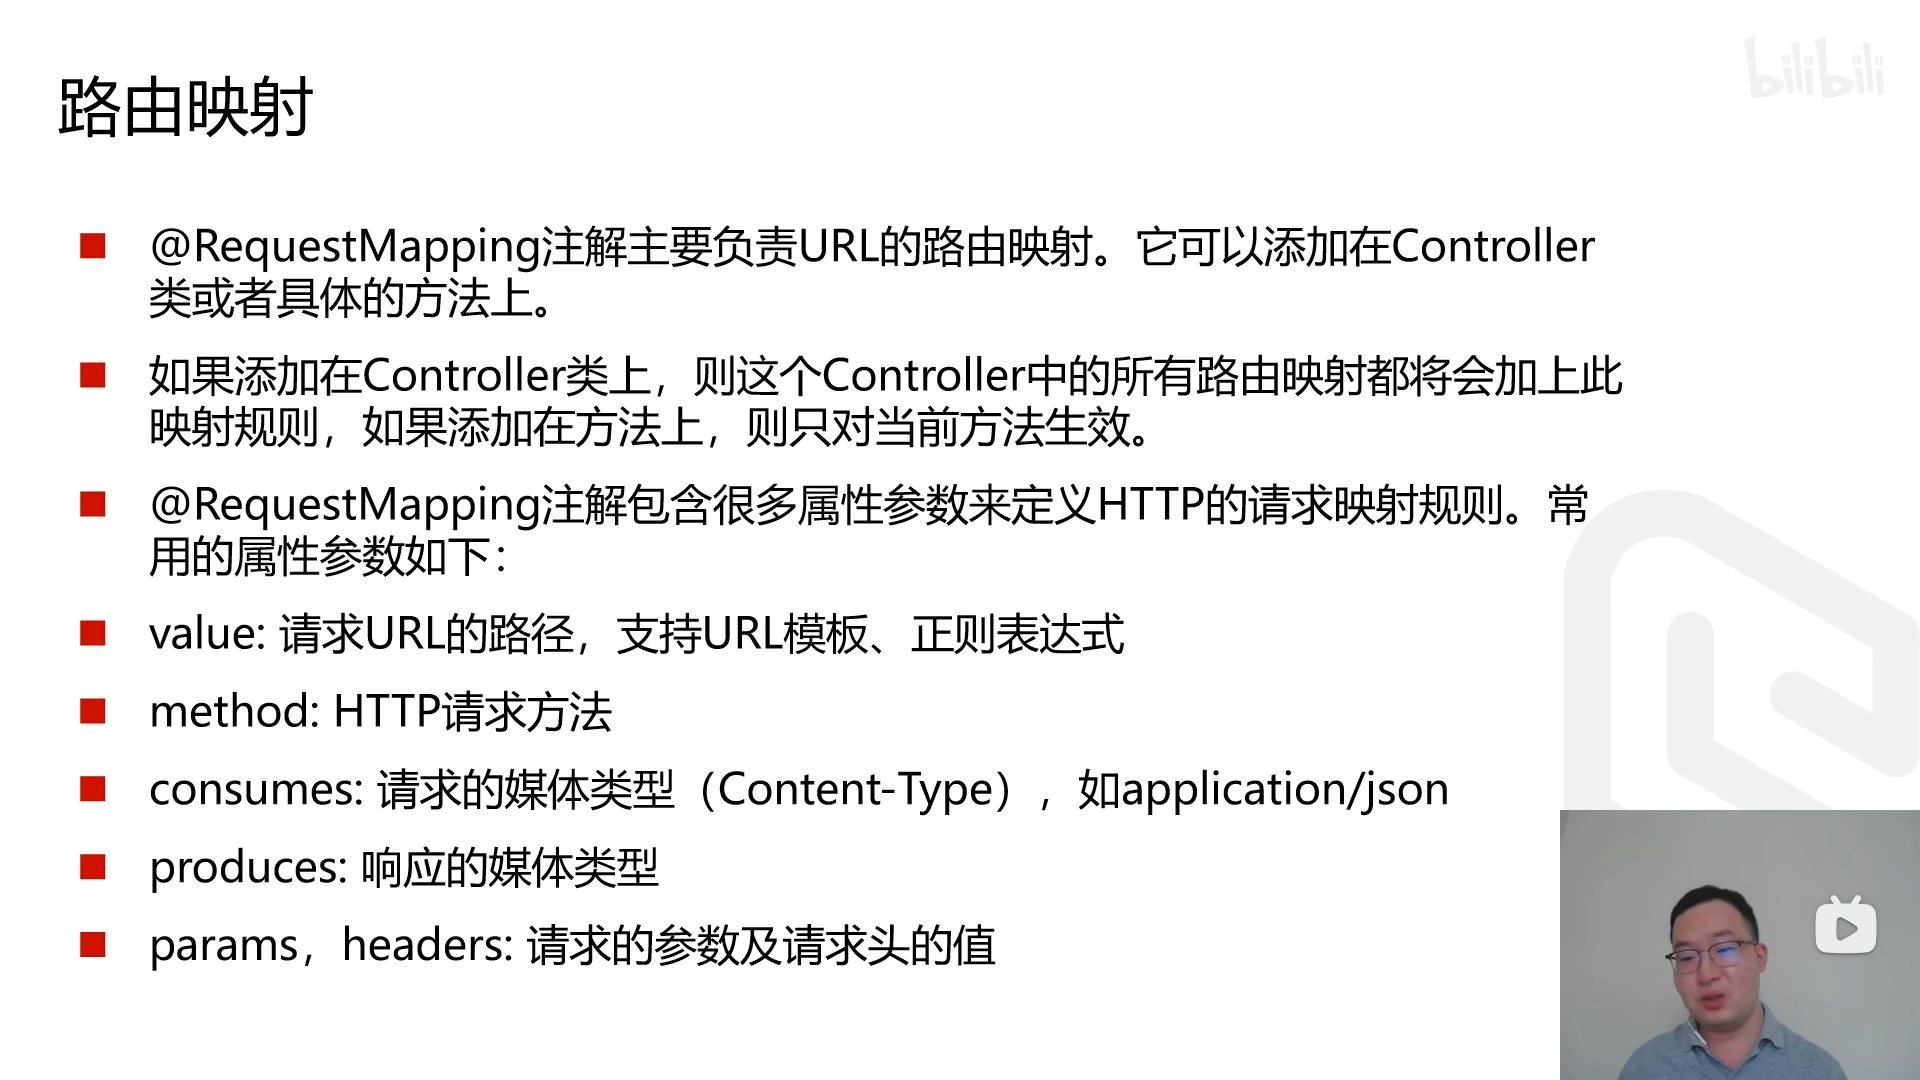 bilibili
路由映射
@RequestMapping注解主要负责URL的路由映射。它可以添加在Controller
类或者具体的方法上。
如果添加在Controller类上，则这个Controller中的所有路由映射都将会加上此
映射规则，如果添加在方法上，则只对当前方法生效。
@RequestMapping注解包含很多属性参数来定义HTTP的请求映射规则。常
用的属性参数如下：
value: 请求URL的路径，支持URL模板、正则表达式
method: HTTP请求方法
consumes: 请求的媒体类型（Content-Type），如application/json
produces: 响应的媒体类型
params，headers: 请求的参数及请求头的值